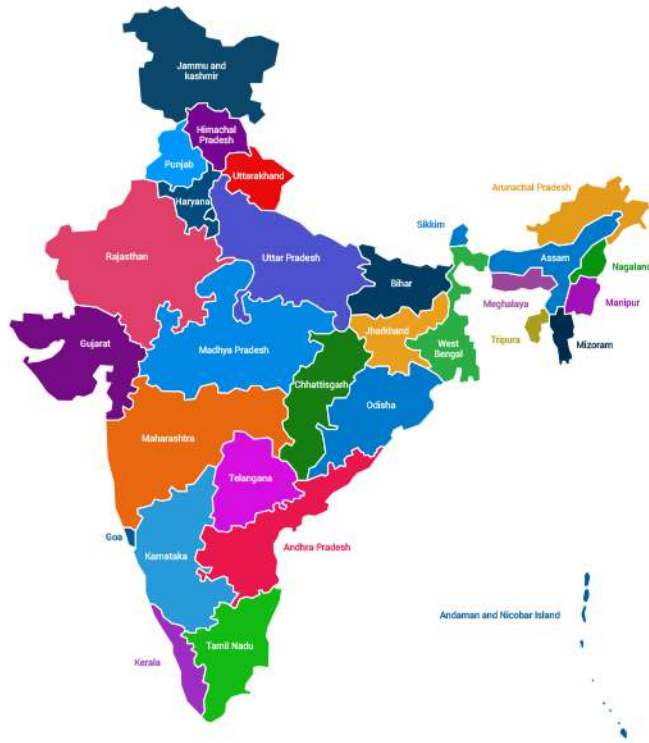 Jammu and
kashmir
Himachal
Pradesh
Punjab
Uttarakhand
Haryana
Arunachal Pradesh
Sikkim
Rajasthan
Uttar Pradesh
Assam
Nagaland
Bihar
Meghalaya
Manipur
Gujarat
Jharkhand
West
Bengal
Tripura
Mizoram
Madhya Pradesh
Chhattisgarh
Odisha
Maharashtra
Telangana
Goa
Karnataka
Andhra Pradesh
Andaman and Nicobar Island
Tamil Nadu
Kerala